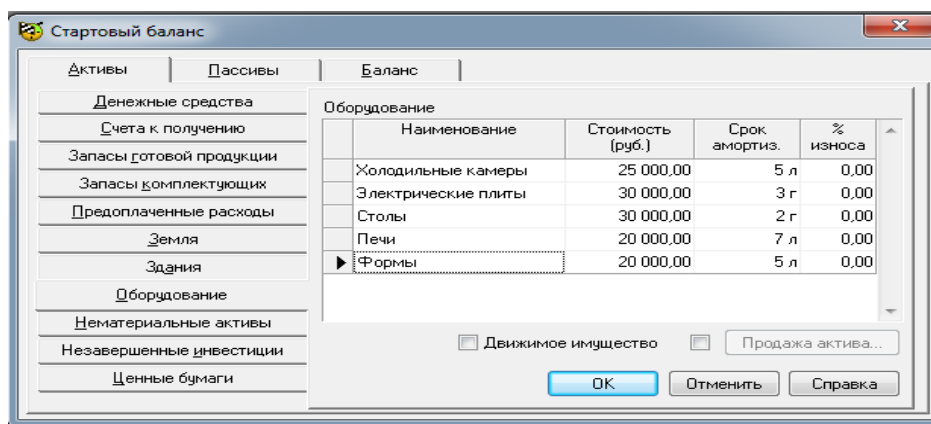 Стартовый баланс
Активы Пассивы Баланс
Денежные средства
Счета к получению
Запасы готовой продукции
Запасы комплектующих
Предоплаченные расходы
Земля
Здания
Оборудование
Нематериальные активы
Незавершенные инвестиции
Ценные бумаги
Оборудование
Наименование Стоимость (руб.) Срок амортиз. % износа
Холодильные камеры 25 000,00 5 л 0,00
Электрические плиты 30 000,00 3 г 0,00
Столы 30 000,00 2 г 0,00
Печи 20 000,00 7 л 0,00
Формы 20 000,00 5 л 0,00
Движимое имущество Продажа актива...
OK Отменить Справка